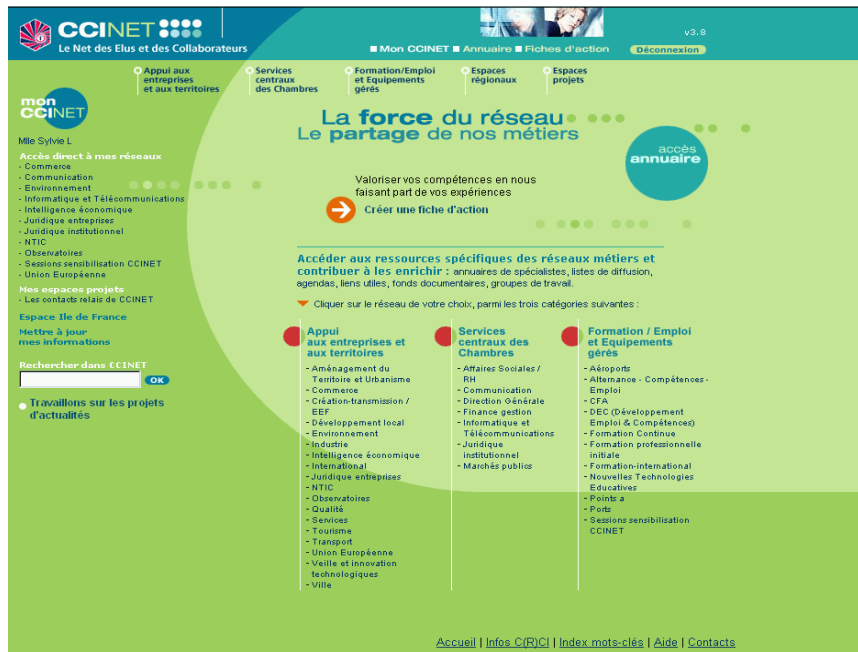 CCINET
Le Net des Elus et des Collaborateurs
v3.8
Mon CCINET Annuaire Fiches d'action
Déconnexion
Appui aux
entreprises
et aux territoires
Services
centraux
des Chambres
Formation/Emploi
et Equipements
gérés
Espaces
régionaux
Espaces
projets
mon
CCINET
Mlle Sylvie L
Accès direct à mes réseaux
- Commerce
- Communication
- Environnement
- Informatique et Télécommunications
- Intelligence économique
- Juridique entreprises
- Juridique institutionnel
- NTIC
- Observatoires
- Sessions sensibilisation CCINET
- Union Européenne
Mes espaces projets
- Les contacts relais de CCINET
Espace Ile de France
Mettre à jour
mes informations
Rechercher dans CCINET
OK
Travaillons sur les projets
d'actualités
La force du réseau
Le partage de nos métiers
accès
annuaire
Valoriser vos compétences en nous
faisant part de vos expériences
Créer une fiche d'action
Accéder aux ressources spécifiques des réseaux métiers et
contribuer à les enrichir : annuaires de spécialistes, listes de diffusion,
agendas, liens utiles, fonds documentaires, groupes de travail.
Cliquer sur le réseau de votre choix, parmi les trois catégories suivantes :
Appui
aux entreprises et
aux territoires
- Aménagement du
Territoire et Urbanisme
- Commerce
- Création-transmission /
EEF
- Développement local
- Environnement
- Industrie
- Intelligence économique
- International
- Juridique entreprises
- NTIC
- Observatoires
- Qualité
- Services
- Tourisme
- Transport
- Union Européenne
- Veille et innovation
technologiques
- Ville
Services
centraux des
Chambres
- Affaires Sociales /
RH
- Communication
- Direction Générale
- Finance gestion
- Informatique et
Télécommunications
- Juridique
institutionnel
- Marchés publics
Formation / Emploi
et Equipements
gérés
- Aéroports
- Alternance - Compétences -
Emploi
- CFA
- DEC (Développement
Emploi & Compétences)
- Formation Continue
- Formation professionnelle
initiale
- Formation-international
- Nouvelles Technologies
Educatives
- Points a
- Ports
- Sessions sensibilisation
CCINET
Accueil | Infos C(R)CI | Index mots-clés | Aide | Contacts